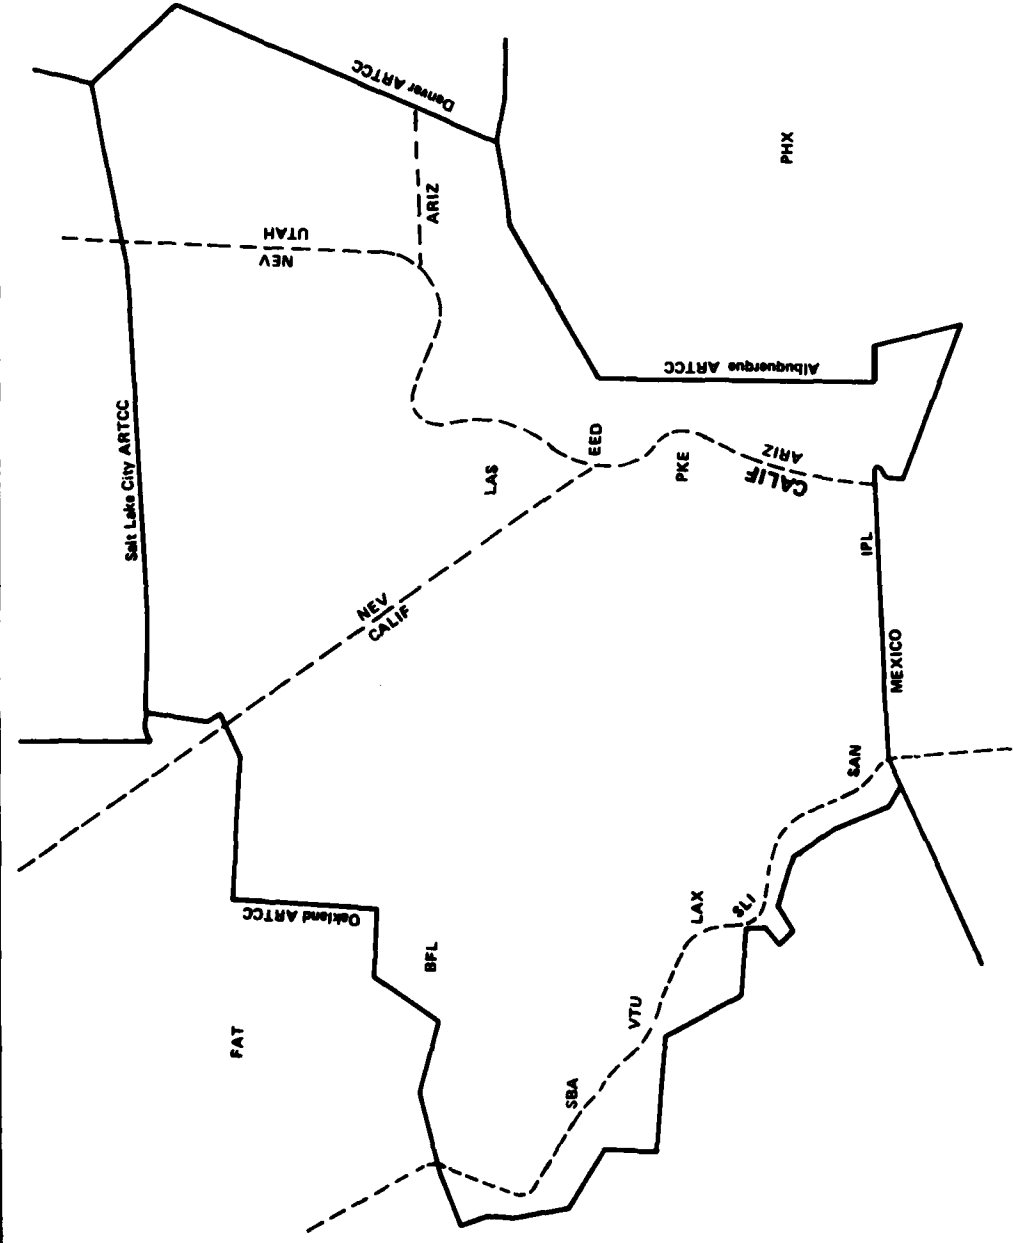 Salt Lake City ARTCC
Denver ARTCC
UTAH
NEV
ARIZ
PHX
NEV
CALIF
LAS
EED
PKE
CALIF
ARIZ
Albuquerque ARTCC
Oakland ARTCC
FAT
BFL
SBA
VTU
LAX
SLI
SAN
IPL
MEXICO